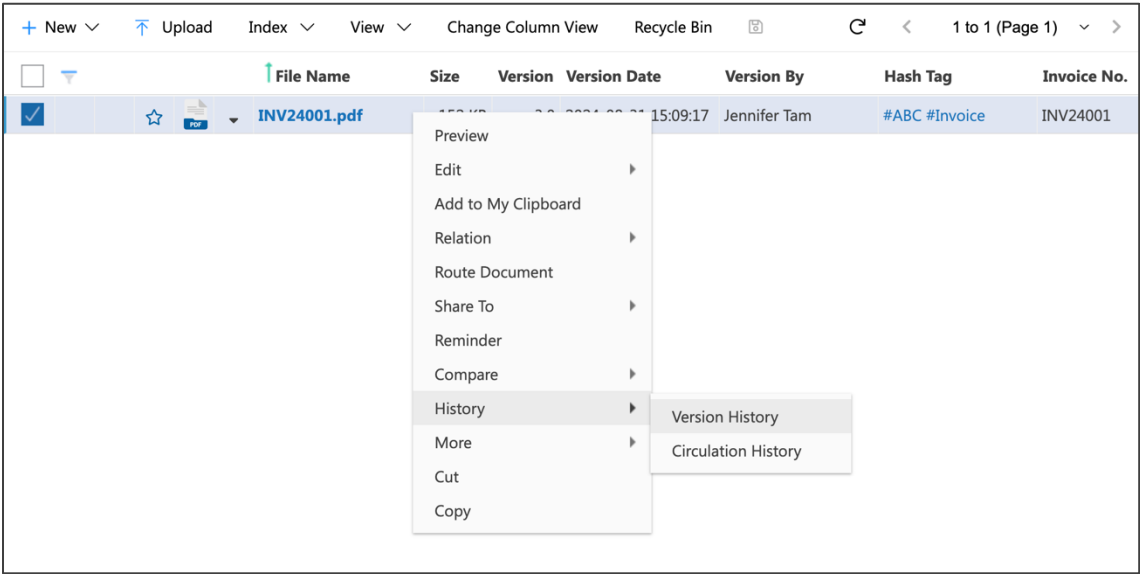 New Upload Index View Change Column View Recycle Bin 1 to 1 (Page 1)
File Name Size Version Version Date Version By Hash Tag Invoice No.
PDF INV24001.pdf 15:09:17 Jennifer Tam #ABC #Invoice INV24001
Preview
Edit
Add to My Clipboard
Relation
Route Document
Share To
Reminder
Compare
History
Version History
More
Circulation History
Cut
Copy